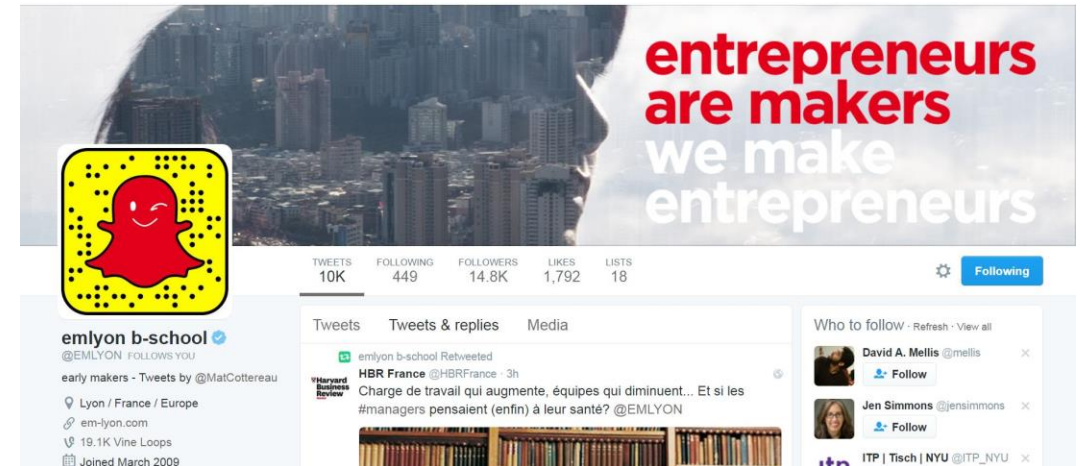 entrepreneurs
are makers
we make
entrepreneurs
TWEETS
10K
FOLLOWING
449
FOLLOWERS
14.8K
LIKES
1,792
LISTS
18
Following
emlyon b-school
@EMLYON FOLLOWS YOU
early makers - Tweets by @MatCottereau
Lyon / France / Europe
em-lyon.com
19.1K Vine Loops
Joined March 2009
Tweets Tweets & replies Media
emlyon b-school Retweeted
Harvard
Business
Review
HBR France @HBRFrance · 3h
Charge de travail qui augmente, équipes qui diminuent... Et si les
#managers pensaient (enfin) à leur santé? @EMLYON
Who to follow · Refresh · View all
David A. Mellis @mellis
Follow
Jen Simmons @jensimmons
Follow
itp
ITP | Tisch | NYU @ITP_NYU